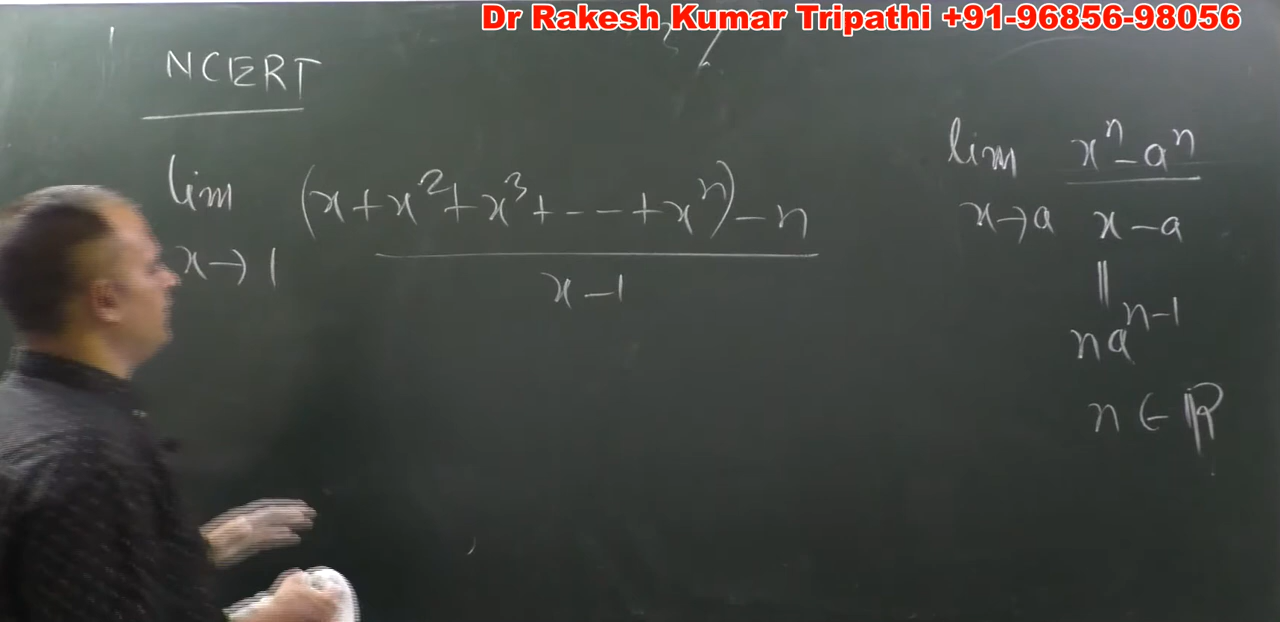 Dr Rakesh Kumar Tripathi +91-96856-98056
NCERT
lim (x+x²+x³+---+xⁿ)-n
x→1 x-1
lim xⁿ-aⁿ
x→a x-a
||
naⁿ⁻¹
n∈ℝ